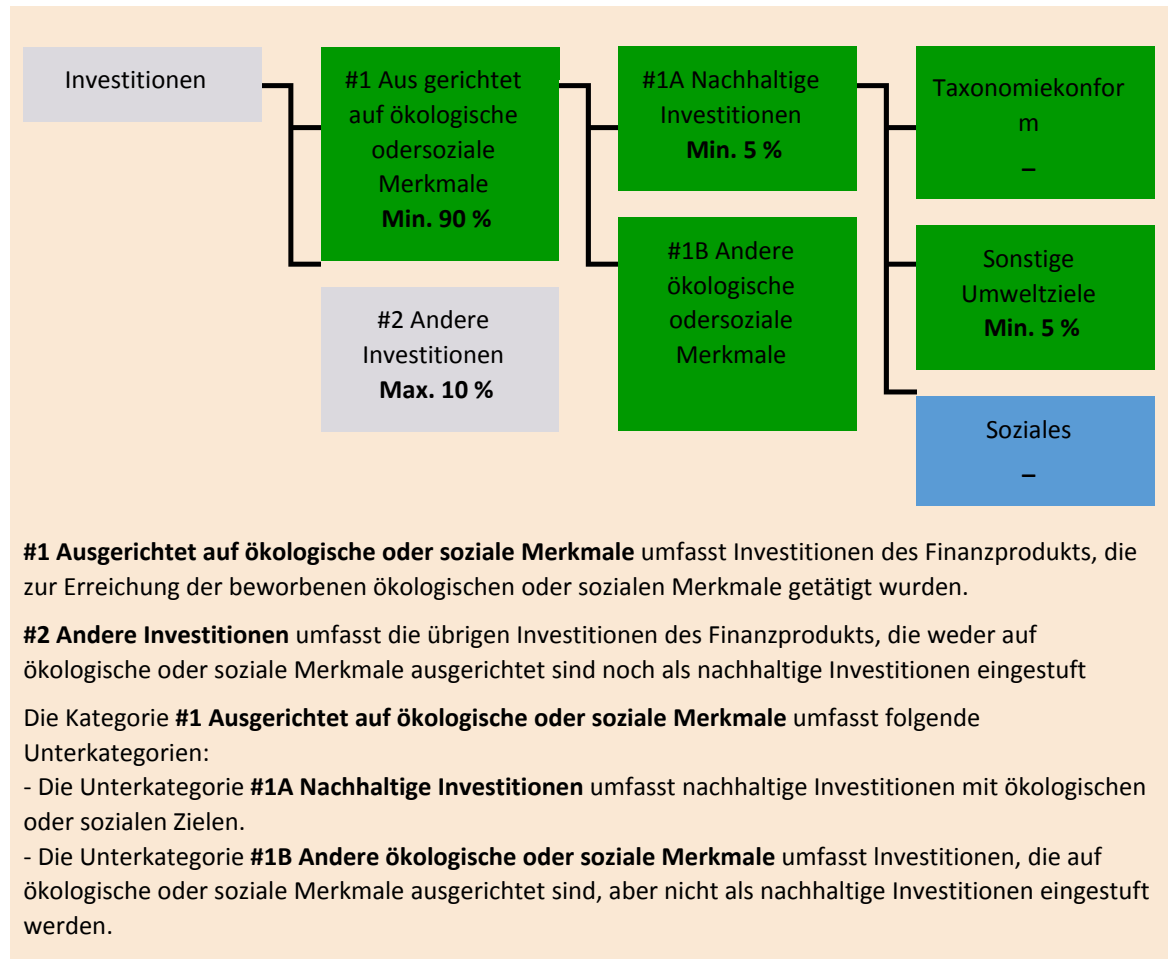 Investitionen
#1 Aus gerichtet
auf ökologische
odersoziale
Merkmale
Min. 90 %
#2 Andere
Investitionen
Max. 10 %
#1A Nachhaltige
Investitionen
Min. 5 %
#1B Andere
ökologische
odersoziale
Merkmale
Taxonomiekonfor
m
–
Sonstige
Umweltziele
Min. 5 %
Soziales
–
#1 Ausgerichtet auf ökologische oder soziale Merkmale umfasst Investitionen des Finanzprodukts, die
zur Erreichung der beworbenen ökologischen oder sozialen Merkmale getätigt wurden.
#2 Andere Investitionen umfasst die übrigen Investitionen des Finanzprodukts, die weder auf
ökologische oder soziale Merkmale ausgerichtet sind noch als nachhaltige Investitionen eingestuft
Die Kategorie #1 Ausgerichtet auf ökologische oder soziale Merkmale umfasst folgende
Unterkategorien:
- Die Unterkategorie #1A Nachhaltige Investitionen umfasst nachhaltige Investitionen mit ökologischen
oder sozialen Zielen.
- Die Unterkategorie #1B Andere ökologische oder soziale Merkmale umfasst lnvestitionen, die auf
ökologische oder soziale Merkmale ausgerichtet sind, aber nicht als nachhaltige Investitionen eingestuft
werden.